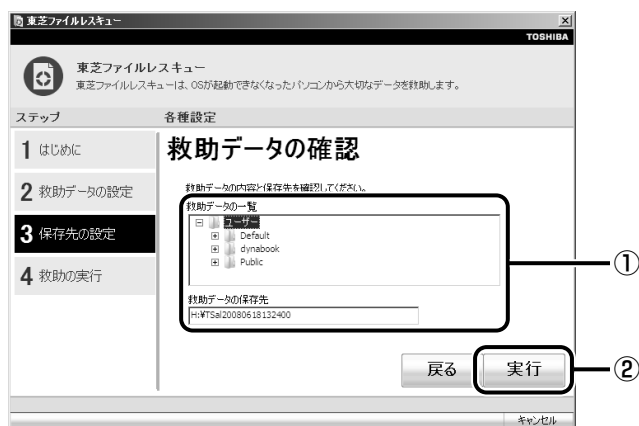 東芝ファイルレスキュー
TOSHIBA
東芝ファイルレスキュー
東芝ファイルレスキューは、OSが起動できなくなったパソコンから大切なデータを救助します。
ステップ 各種設定
1 はじめに
2 救助データの設定
3 保存先の設定
4 救助の実行
救助データの確認
救助データの内容と保存先を確認してください。
救助データの一覧
ユーザー
Default
dynabook
Public
救助データの保存先
H:¥TSal20080618132400
①
戻る 実行
②
キャンセル